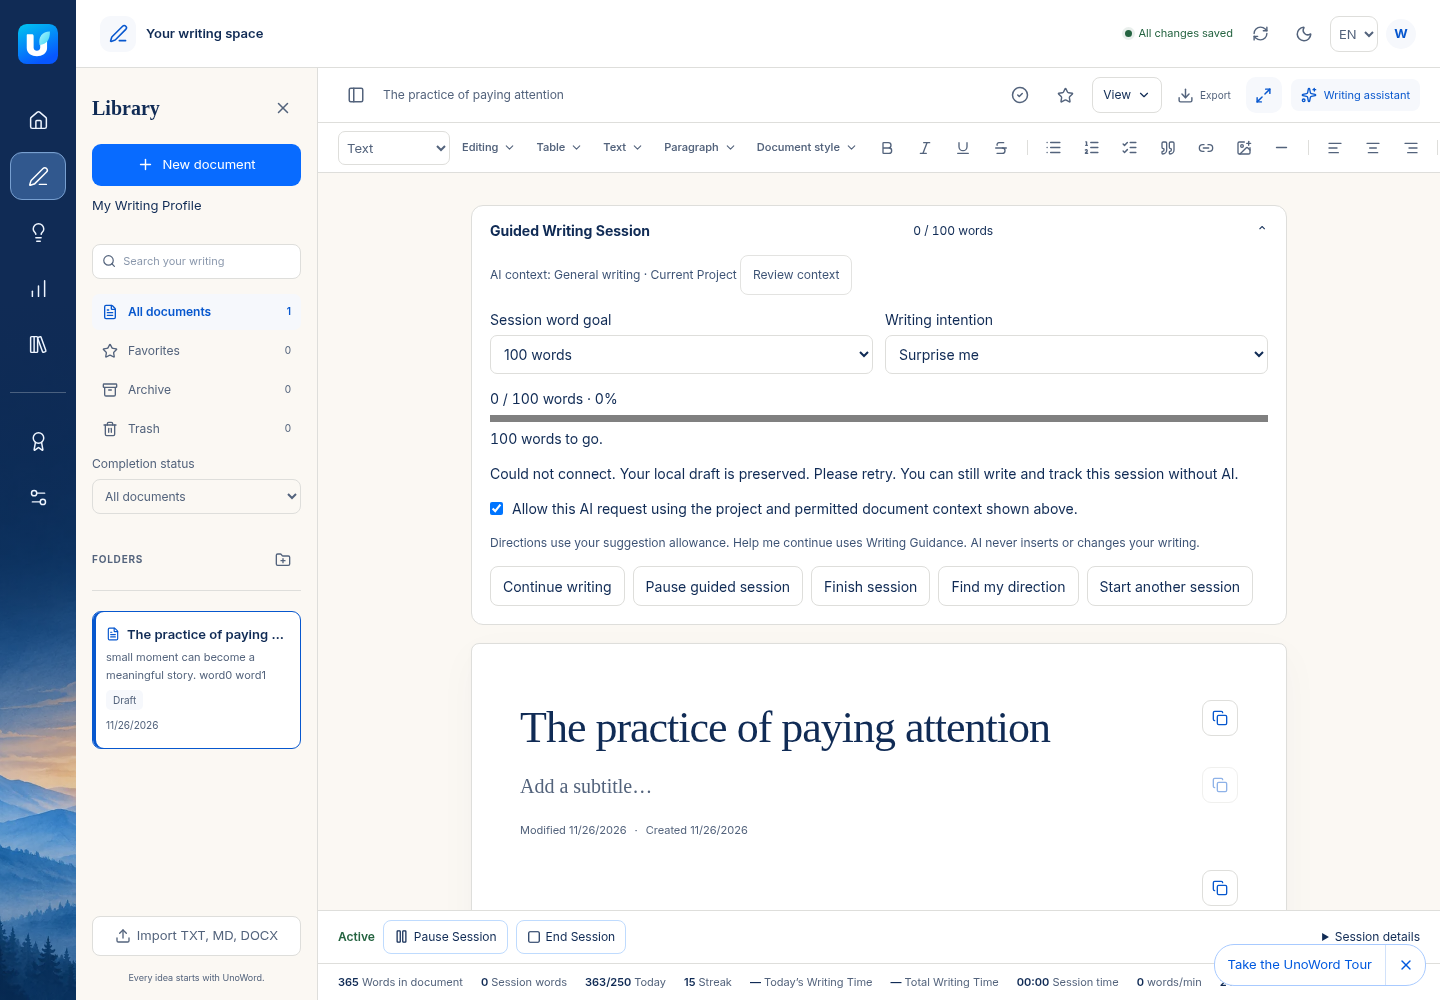 Your writing space
All changes saved
EN
W
Library
New document
My Writing Profile
Search your writing
All documents 1
Favorites 0
Archive 0
Trash 0
Completion status
All documents
FOLDERS
The practice of paying ...
small moment can become a
meaningful story. word0 word1
Draft
11/26/2026
Import TXT, MD, DOCX
Every idea starts with UnoWord.
The practice of paying attention
View
Export
Writing assistant
Text
Editing
Table
Text
Paragraph
Document style
Guided Writing Session
0 / 100 words
AI context: General writing · Current Project
Review context
Session word goal
100 words
Writing intention
Surprise me
0 / 100 words · 0%
100 words to go.
Could not connect. Your local draft is preserved. Please retry. You can still write and track this session without AI.
Allow this AI request using the project and permitted document context shown above.
Directions use your suggestion allowance. Help me continue uses Writing Guidance. AI never inserts or changes your writing.
Continue writing
Pause guided session
Finish session
Find my direction
Start another session
The practice of paying attention
Add a subtitle…
Modified 11/26/2026 · Created 11/26/2026
Active
Pause Session
End Session
Session details
Take the UnoWord Tour
365 Words in document
0 Session words
363/250 Today
15 Streak
— Today's Writing Time
— Total Writing Time
00:00 Session time
0 words/min